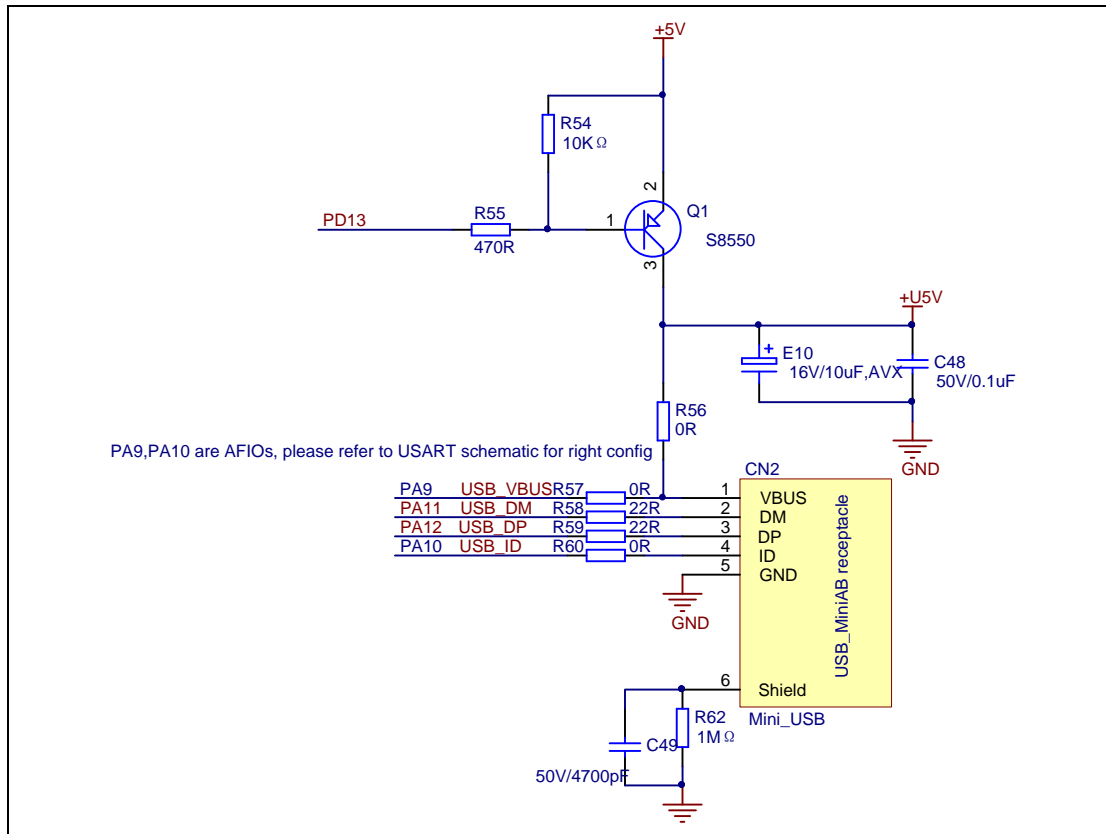 +5V
R54
10KΩ
2
Q1
S8550
1
3
PD13
R55
470R
+U5V
E10
16V/10uF,AVX
C48
50V/0.1uF
R56
0R
GND
PA9,PA10 are AFIOs, please refer to USART schematic for right config
CN2
PA9 USB_VBUS R57 0R 1 VBUS
PA11 USB_DM R58 22R 2 DM
PA12 USB_DP R59 22R 3 DP
PA10 USB_ID R60 0R 4 ID
5 GND
GND
USB_MiniAB receptacle
6 Shield
Mini_USB
R62
1MΩ
C49
50V/4700pF